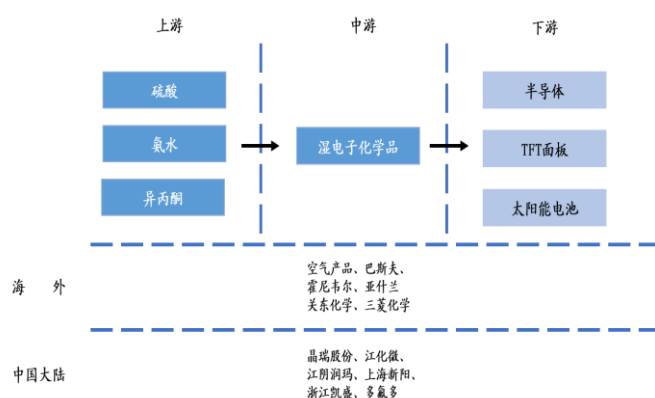 上游
中游
下游
硫酸
氨水
异丙酮
湿电子化学品
半导体
TFT面板
太阳能电池
海 外
空气产品、巴斯夫、
霍尼韦尔、亚什兰
关东化学、三菱化学
中国大陆
晶瑞股份、江化微、
江阴润玛、上海新阳、
浙江凯盛、多氟多